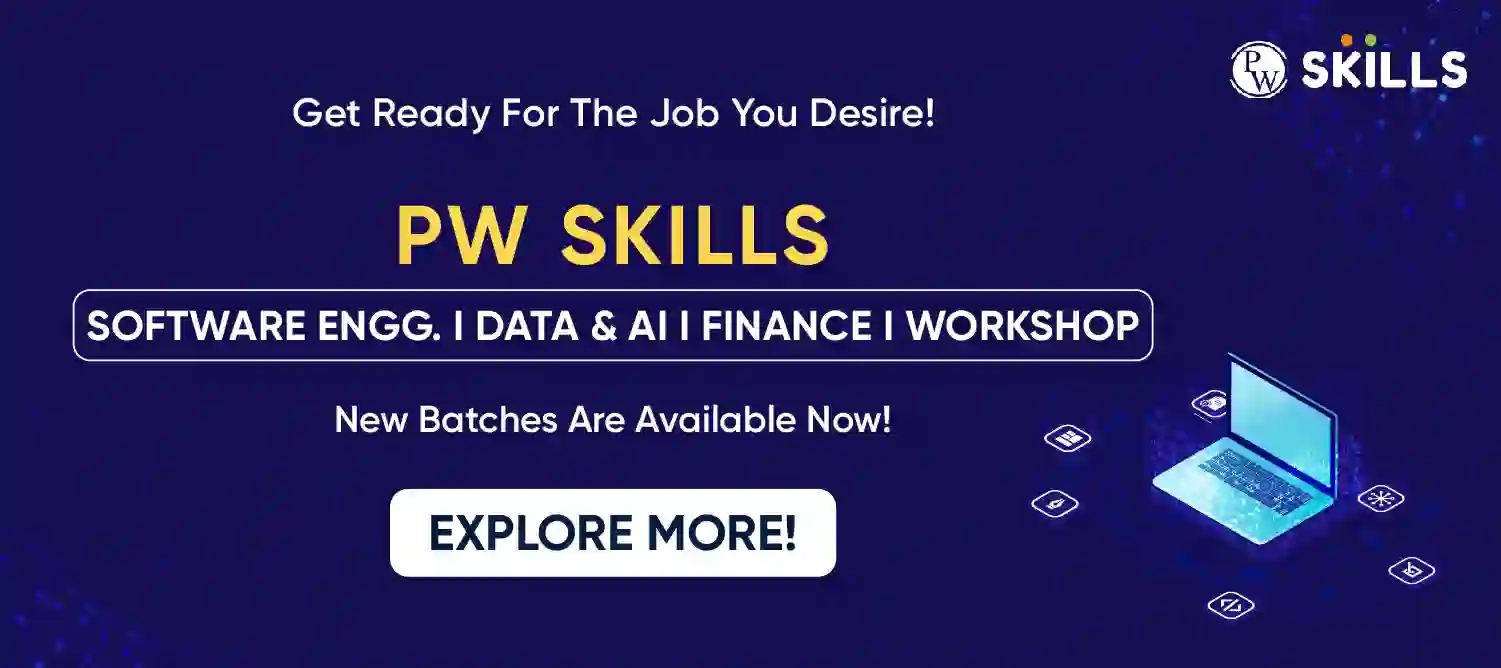 PW SKILLS
Get Ready For The Job You Desire!
PW SKILLS
SOFTWARE ENGG. I DATA & AI I FINANCE I WORKSHOP
New Batches Are Available Now!
EXPLORE MORE!